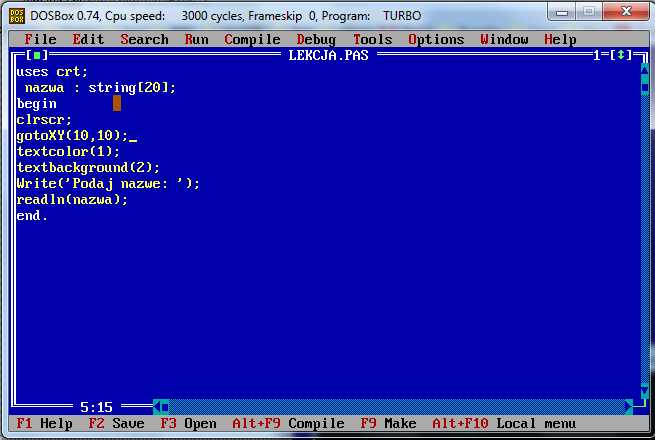 DOSBox 0.74, Cpu speed: 3000 cycles, Frameskip 0, Program: TURBO
File Edit Search Run Compile Debug Tools Options Window Help
[■] LEKCJA.PAS 1=[↕]
uses crt;
nazwa : string[20];
begin
clrscr;
gotoXY(10,10);
textcolor(1);
textbackground(2);
Write('Podaj nazwe: ');
readln(nazwa);
end.
5:15
F1 Help F2 Save F3 Open Alt+F9 Compile F9 Make Alt+F10 Local menu